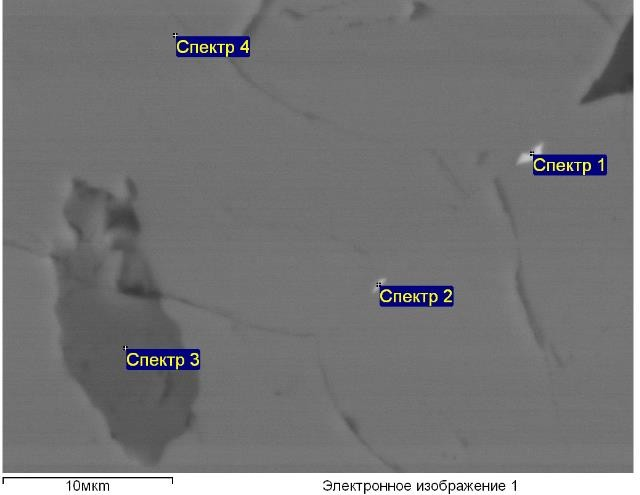 Спектр 4
Спектр 1
Спектр 2
Спектр 3
10мкm
Электронное изображение 1